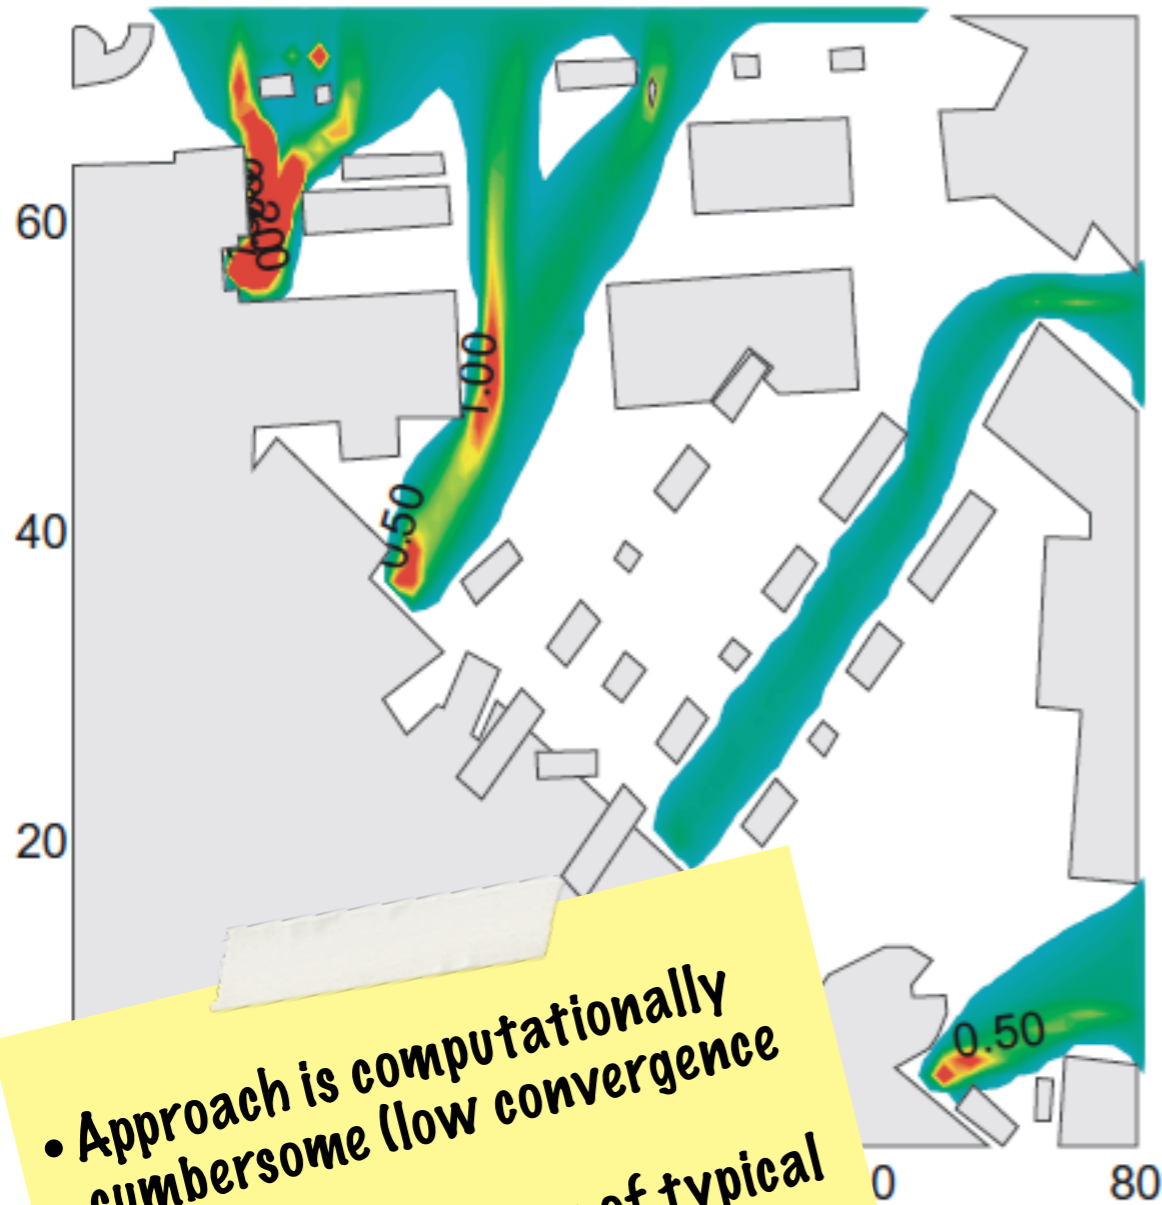 60
1.00
0.50
40
20
0.50
• Approach is computationally
cumbersome (low convergence
of typical
0
80